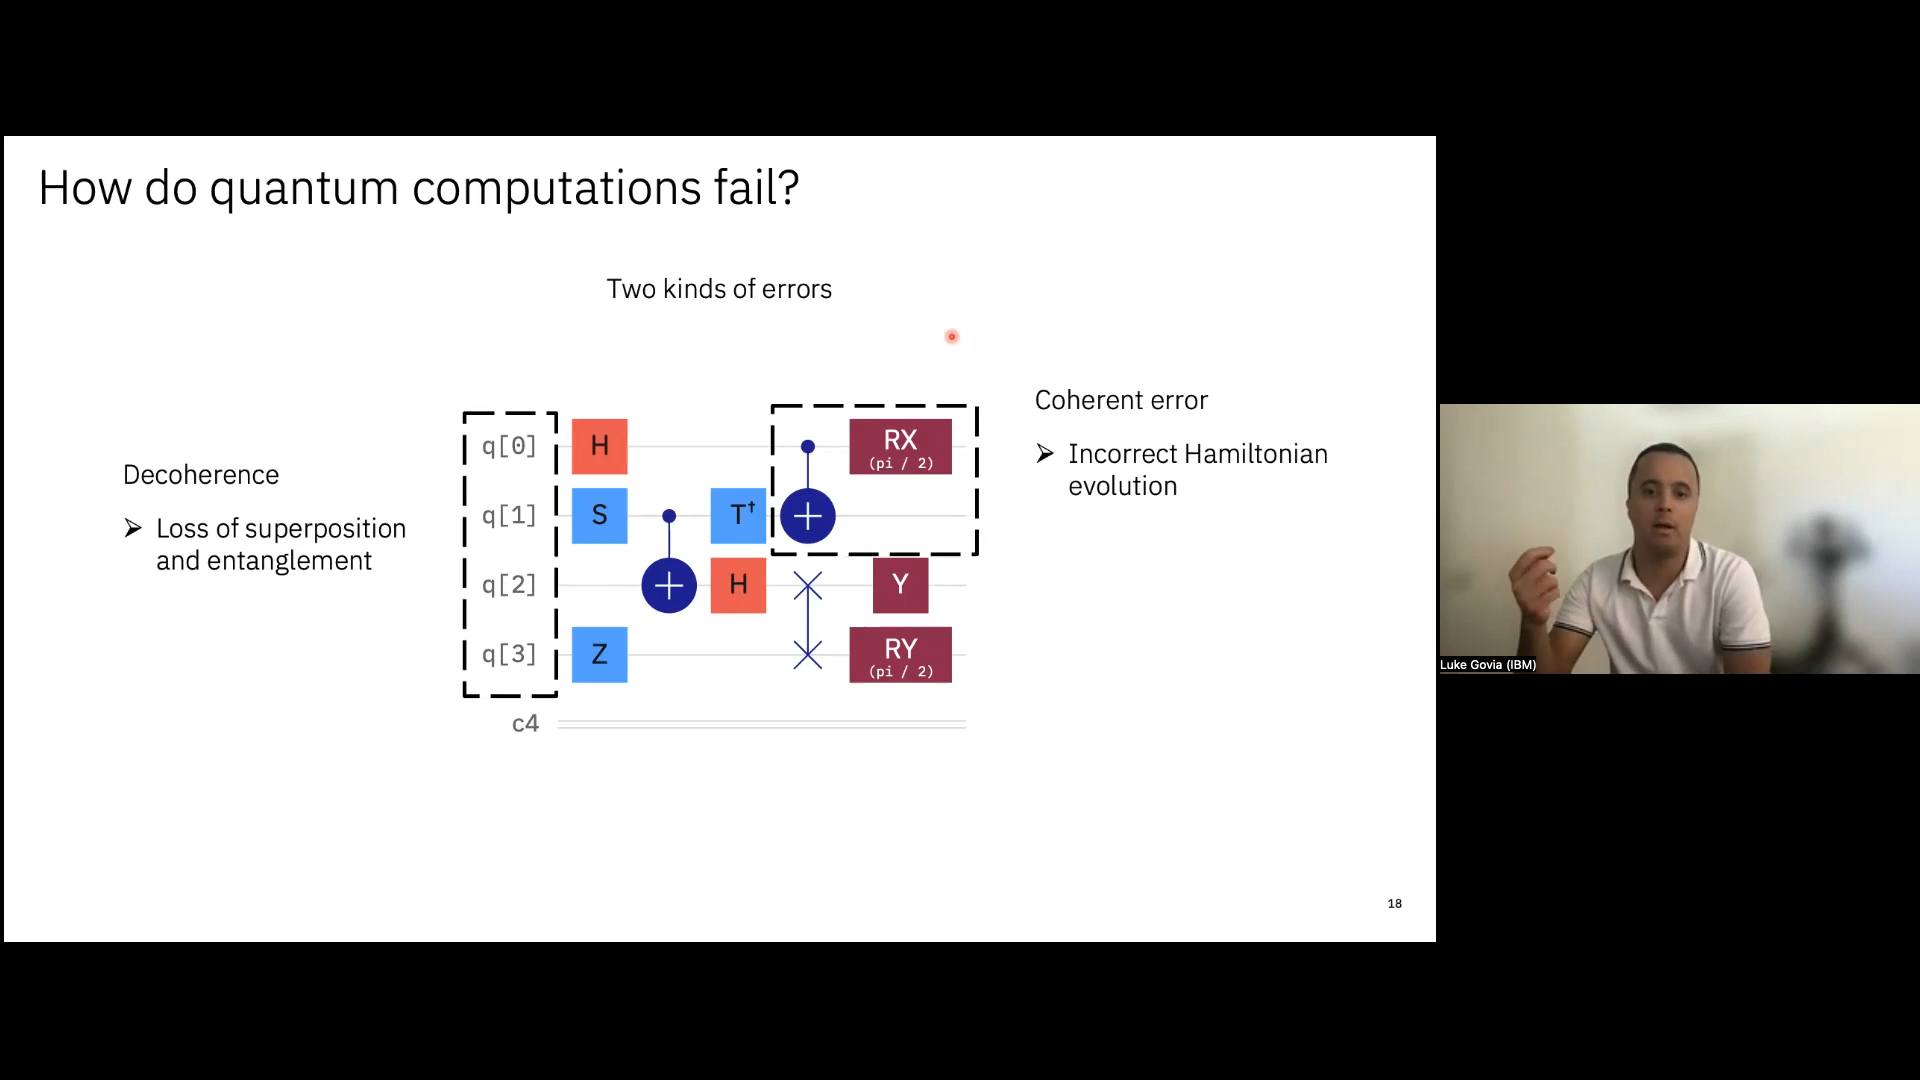 How do quantum computations fail?
Two kinds of errors
Decoherence
➢ Loss of superposition
and entanglement
q[0] H RX
(pi / 2)
q[1] S T† +
q[2] + H Y
q[3] Z RY
(pi / 2)
c4
Coherent error
➢ Incorrect Hamiltonian
evolution
18
Luke Govia (IBM)